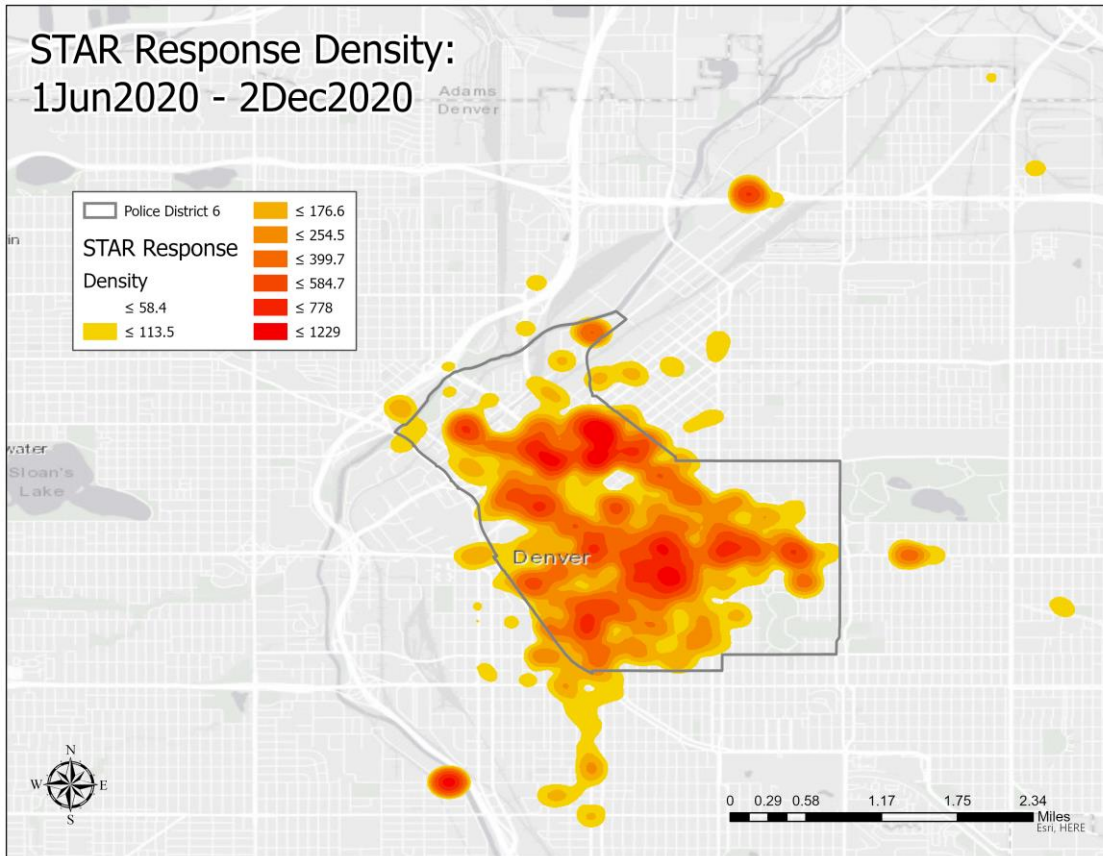 STAR Response Density:
1Jun2020 - 2Dec2020
Adams
Denver
Police District 6
STAR Response
Density
≤ 58.4
≤ 113.5
≤ 176.6
≤ 254.5
≤ 399.7
≤ 584.7
≤ 778
≤ 1229
in
water
Sloan's
Lake
Denver
N
W E
S
0 0.29 0.58 1.17 1.75 2.34
Miles
Esri, HERE